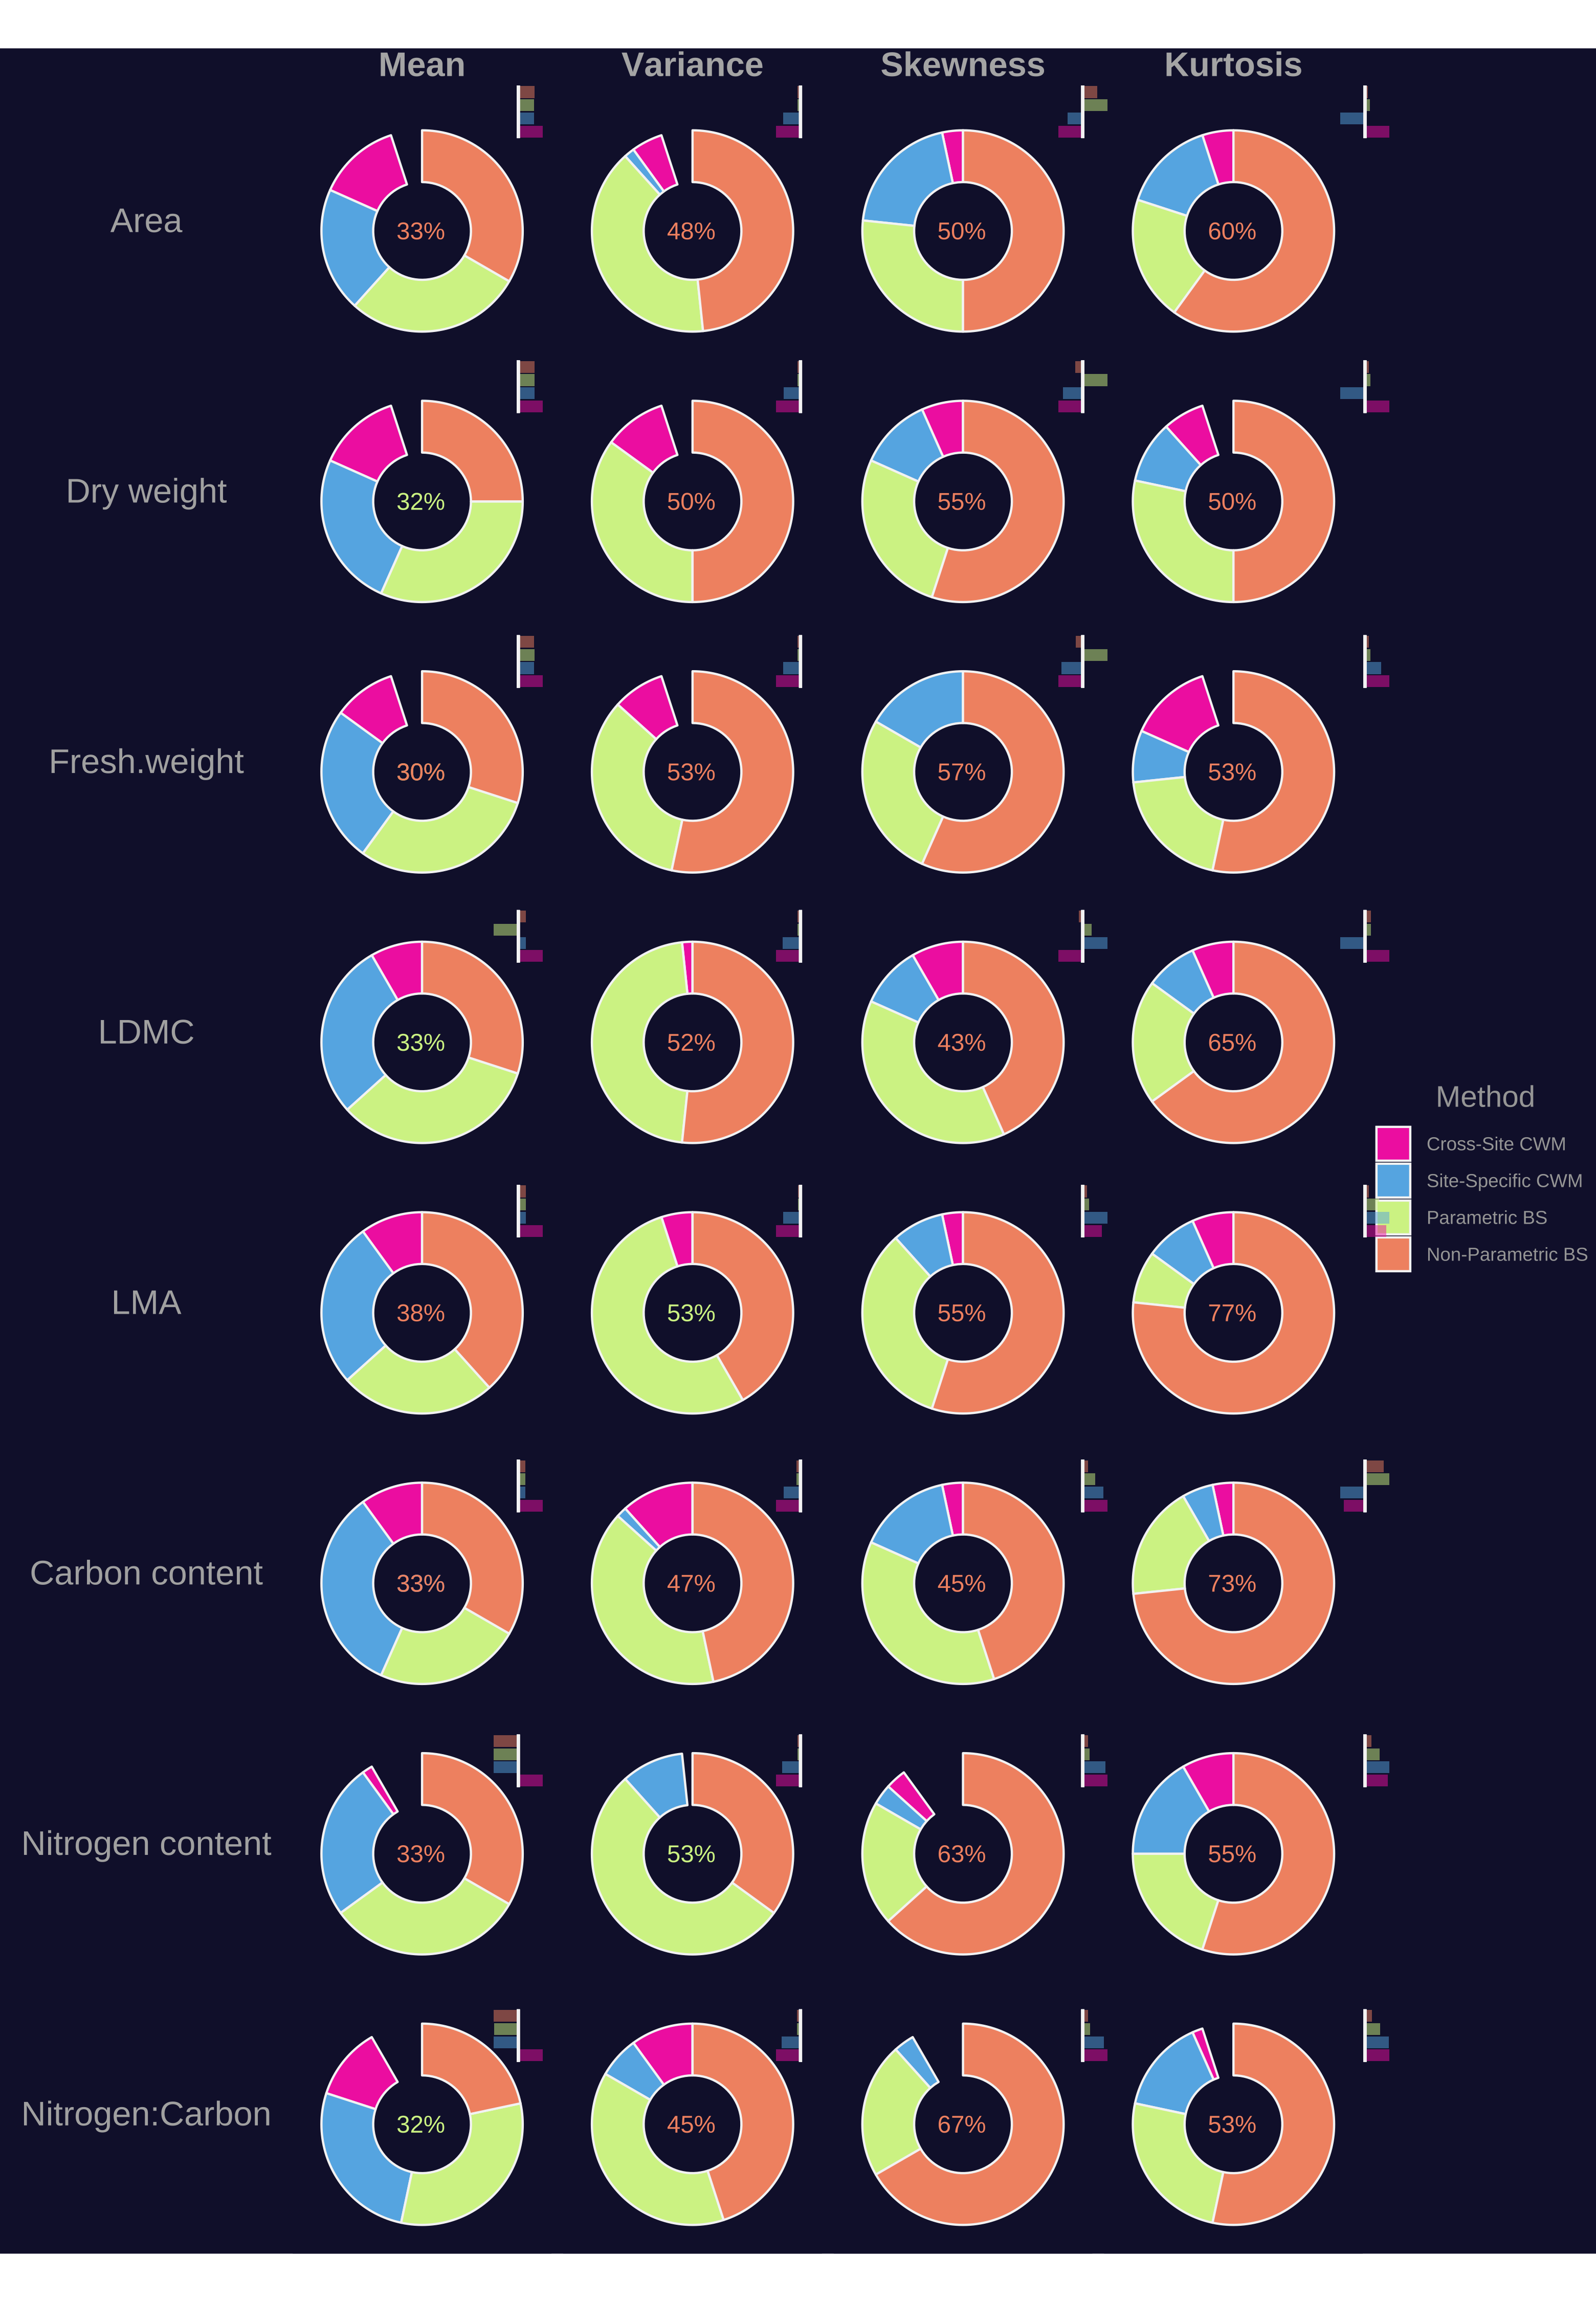 Mean Variance Skewness Kurtosis
Area 33% 48% 50% 60%
Dry weight 32% 50% 55% 50%
Fresh.weight 30% 53% 57% 53%
LDMC 33% 52% 43% 65%
Method
Cross-Site CWM
Site-Specific CWM
Parametric BS
Non-Parametric BS
LMA 38% 53% 55% 77%
Carbon content 33% 47% 45% 73%
Nitrogen content 33% 53% 63% 55%
Nitrogen:Carbon 32% 45% 67% 53%